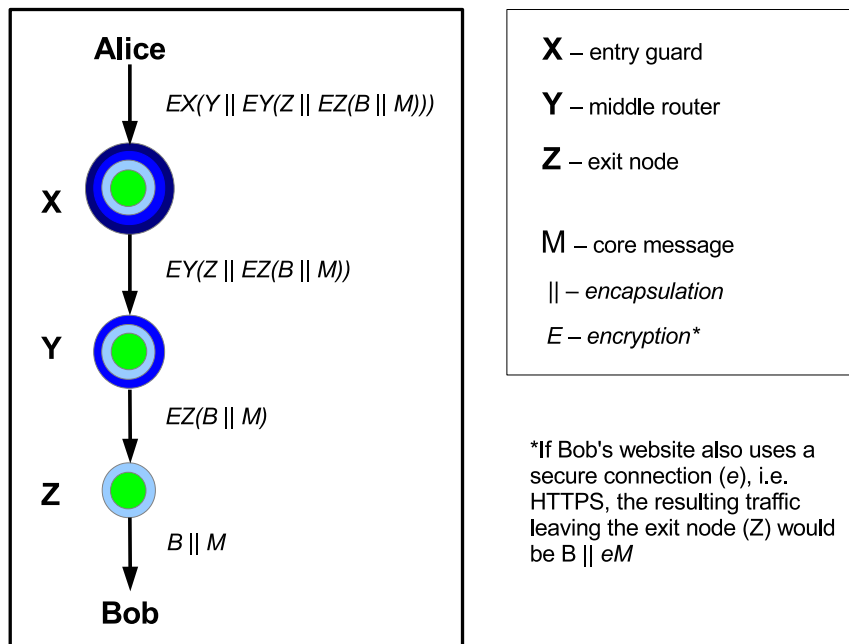 Alice
EX(Y || EY(Z || EZ(B || M)))
X
EY(Z || EZ(B || M))
Y
EZ(B || M)
Z
B || M
Bob
X – entry guard
Y – middle router
Z – exit node
M – core message
|| – encapsulation
E – encryption*
*If Bob's website also uses a
secure connection (e), i.e.
HTTPS, the resulting traffic
leaving the exit node (Z) would
be B || eM